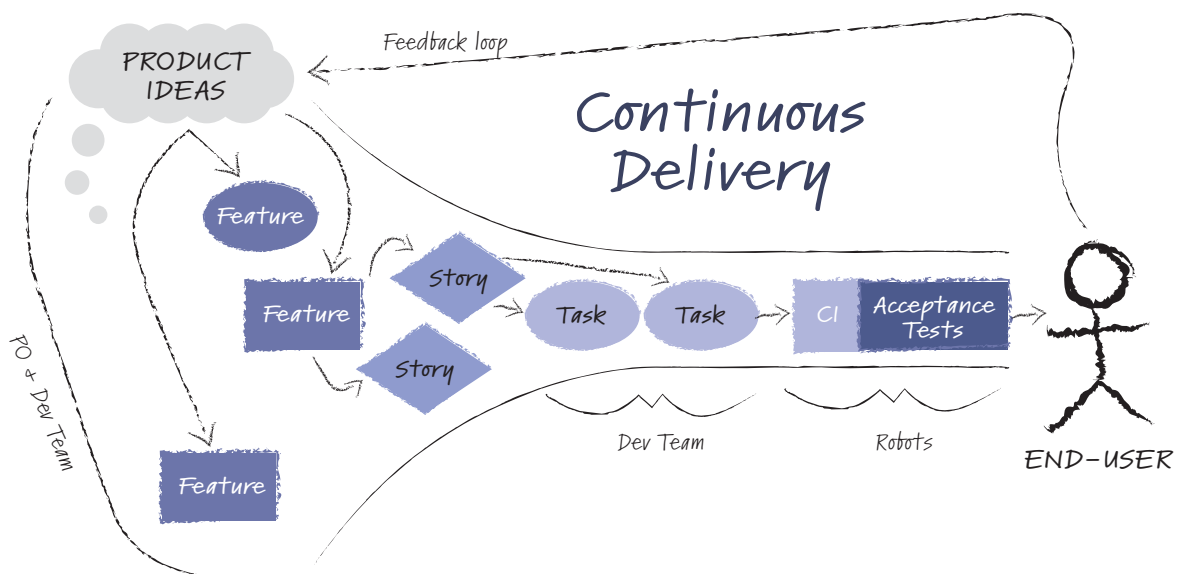 PRODUCT
IDEAS
Feedback loop
Continuous
Delivery
Feature
Feature
Story
Story
Task
Task
CI
Acceptance
Tests
PO + Dev Team
Feature
Dev Team
Robots
END-USER